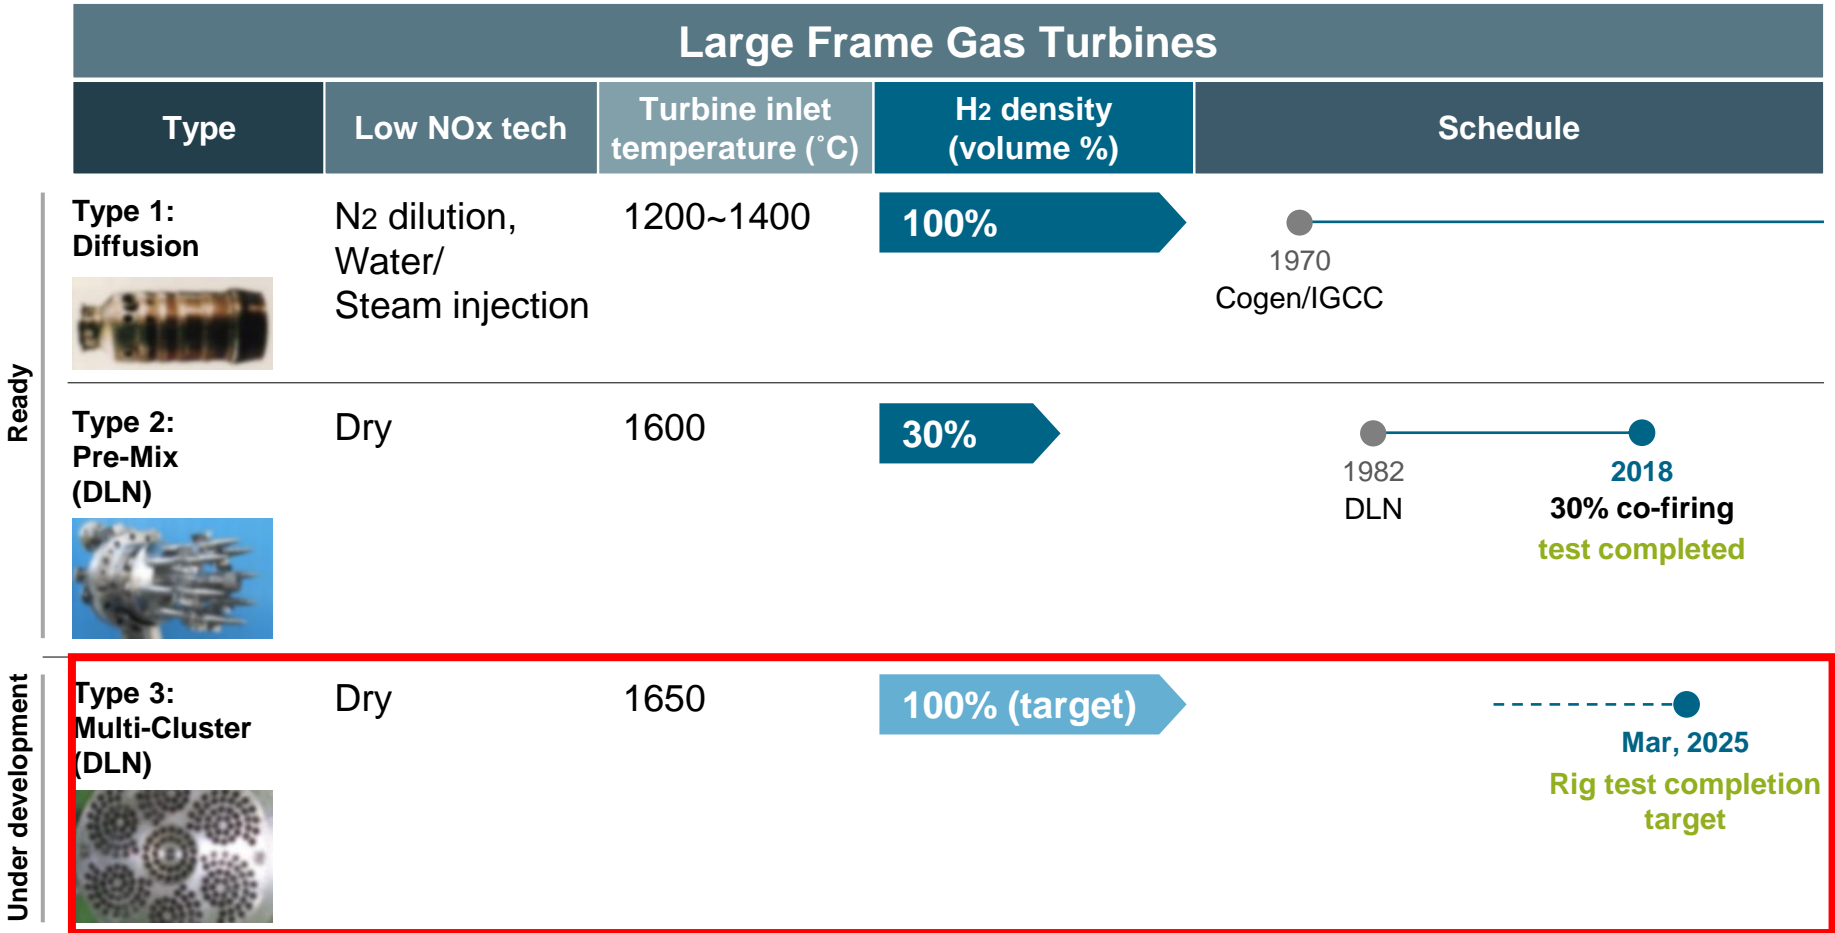 Large Frame Gas Turbines
Type
Low NOx tech
Turbine inlet
temperature (˚C)
H2 density
(volume %)
Schedule
Ready
Type 1:
Diffusion
N2 dilution,
Water/
Steam injection
1200~1400
100%
1970
Cogen/IGCC
Type 2:
Pre-Mix
(DLN)
Dry
1600
30%
1982
DLN
2018
30% co-firing
test completed
Under development
Type 3:
Multi-Cluster
(DLN)
Dry
1650
100% (target)
Mar, 2025
Rig test completion
target